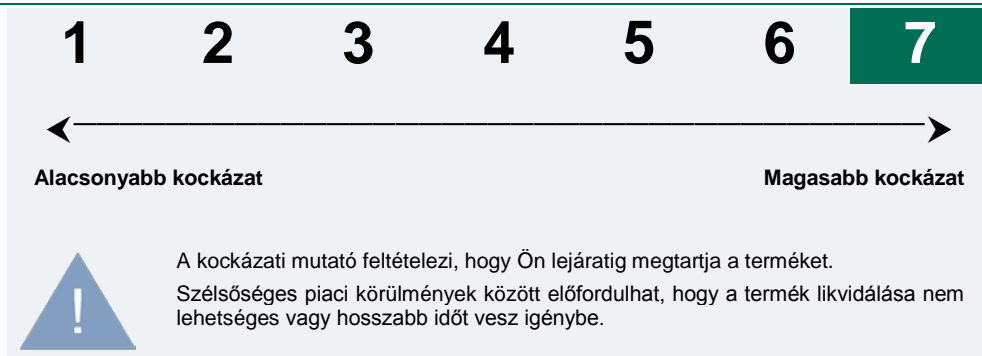 1 2 3 4 5 6 7
Alacsonyabb kockázat Magasabb kockázat
A kockázati mutató feltételezi, hogy Ön lejáratig megtartja a terméket.
Szélsőséges piaci körülmények között előfordulhat, hogy a termék likvidálása nem
lehetséges vagy hosszabb időt vesz igénybe.
!